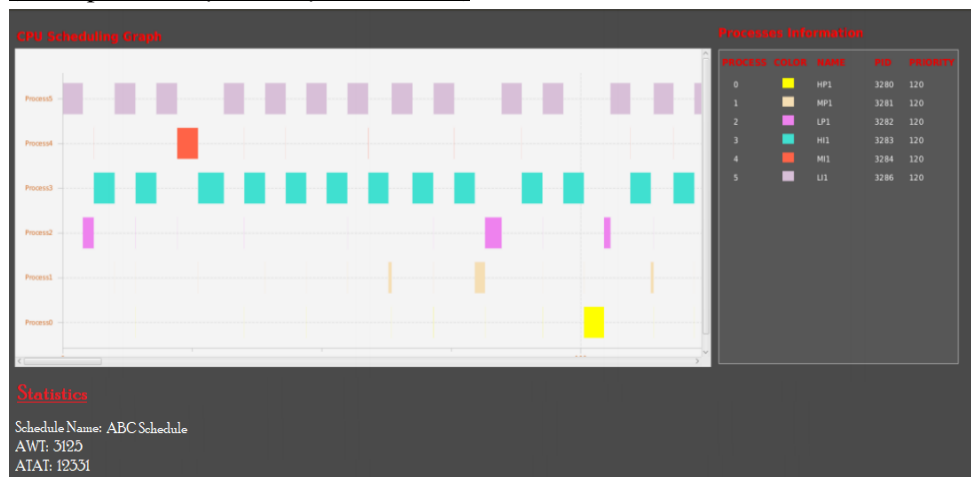 CPU Scheduling Graph
Process5
Process4
Process3
Process2
Process1
Process0
Processes Information
PROCESS COLOR NAME PID PRIORITY
0 HP1 3280 120
1 MP1 3281 120
2 LP1 3282 120
3 HI1 3283 120
4 MI1 3284 120
5 LI1 3286 120
Statistics
Schedule Name: ABC Schedule
AWT: 3125
ATAT: 12331